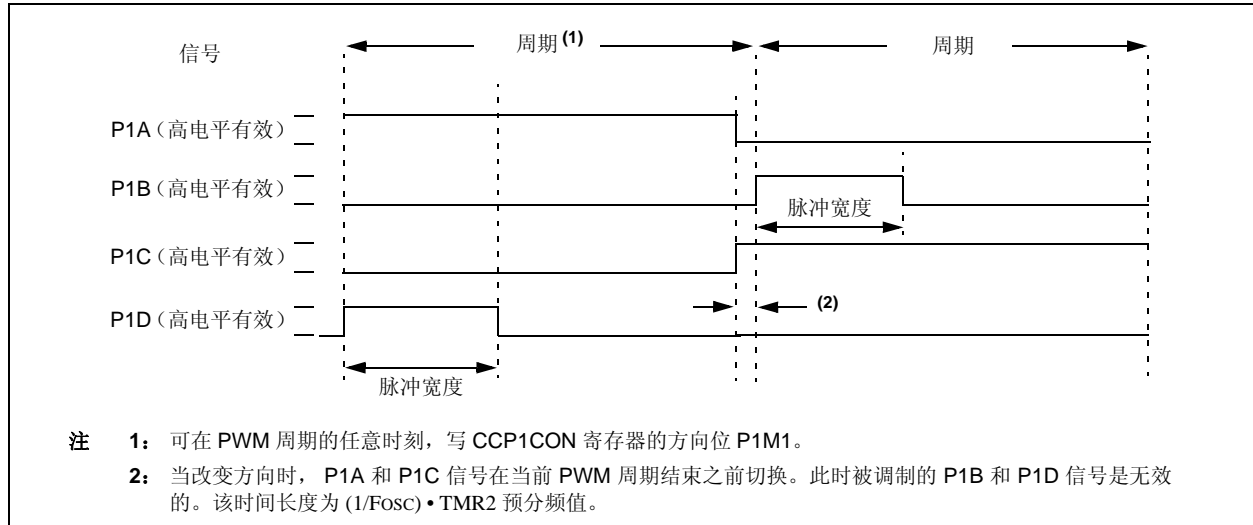 信号
周期(1)
周期
P1A(高电平有效)
P1B(高电平有效)
脉冲宽度
P1C(高电平有效)
(2)
P1D(高电平有效)
脉冲宽度
注 1: 可在 PWM 周期的任意时刻,写 CCP1CON 寄存器的方向位 P1M1。
2: 当改变方向时, P1A 和 P1C 信号在当前 PWM 周期结束之前切换。此时被调制的 P1B 和 P1D 信号是无效
的。该时间长度为 (1/FOSC) • TMR2 预分频值。